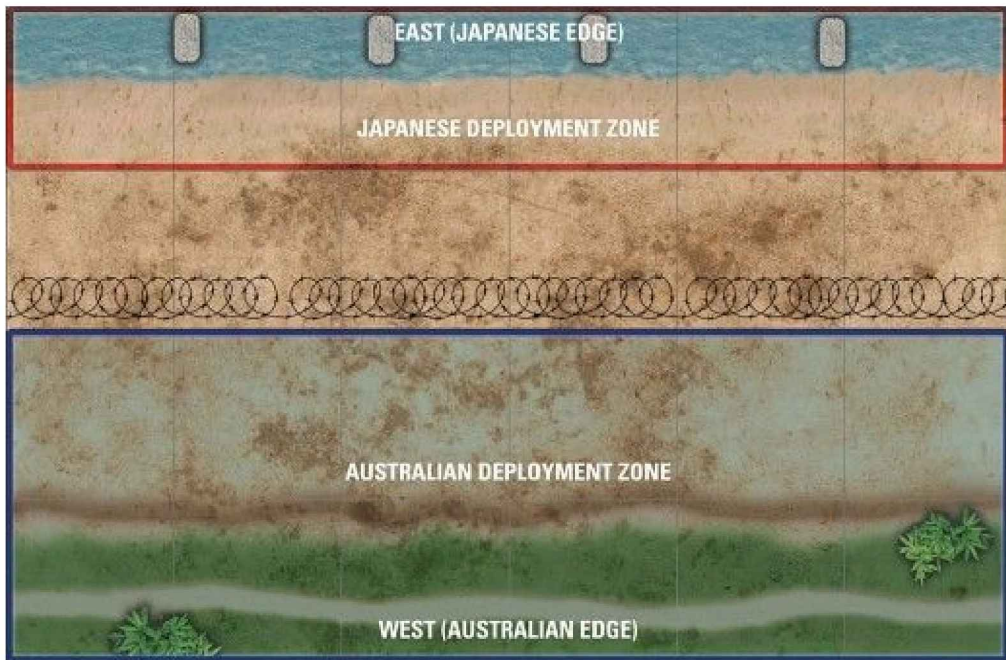 EAST (JAPANESE EDGE)
JAPANESE DEPLOYMENT ZONE
AUSTRALIAN DEPLOYMENT ZONE
WEST (AUSTRALIAN EDGE)